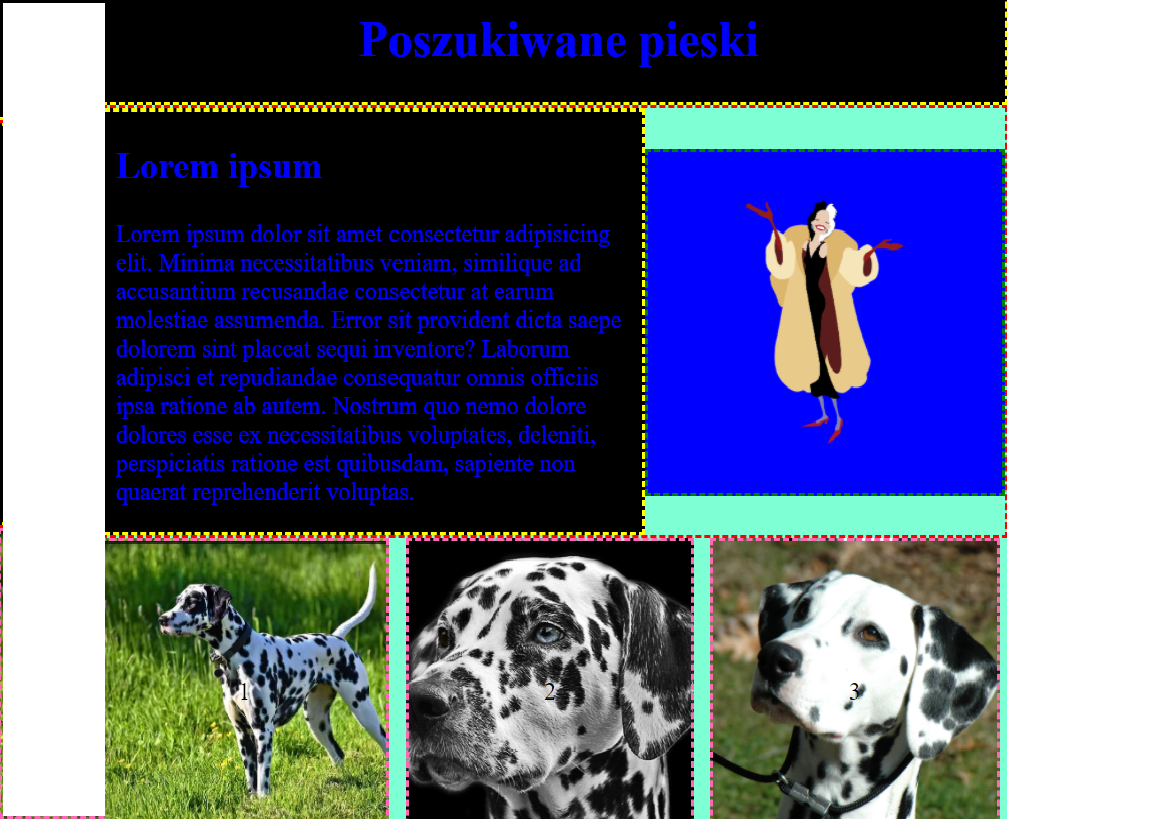 Poszukiwane pieski
Lorem ipsum
Lorem ipsum dolor sit amet consectetur adipisicing
elit. Minima necessitatibus veniam, similique ad
accusantium recusandae consectetur at earum
molestiae assumenda. Error sit provident dicta saepe
dolorem sint placeat sequi inventore? Laborum
adipisci et repudiandae consequatur omnis officiis
ipsa ratione ab autem. Nostrum quo nemo dolore
dolores esse ex necessitatibus voluptates, deleniti,
perspiciatis ratione est quibusdam, sapiente non
quaerat reprehenderit voluptas.
1
2
3